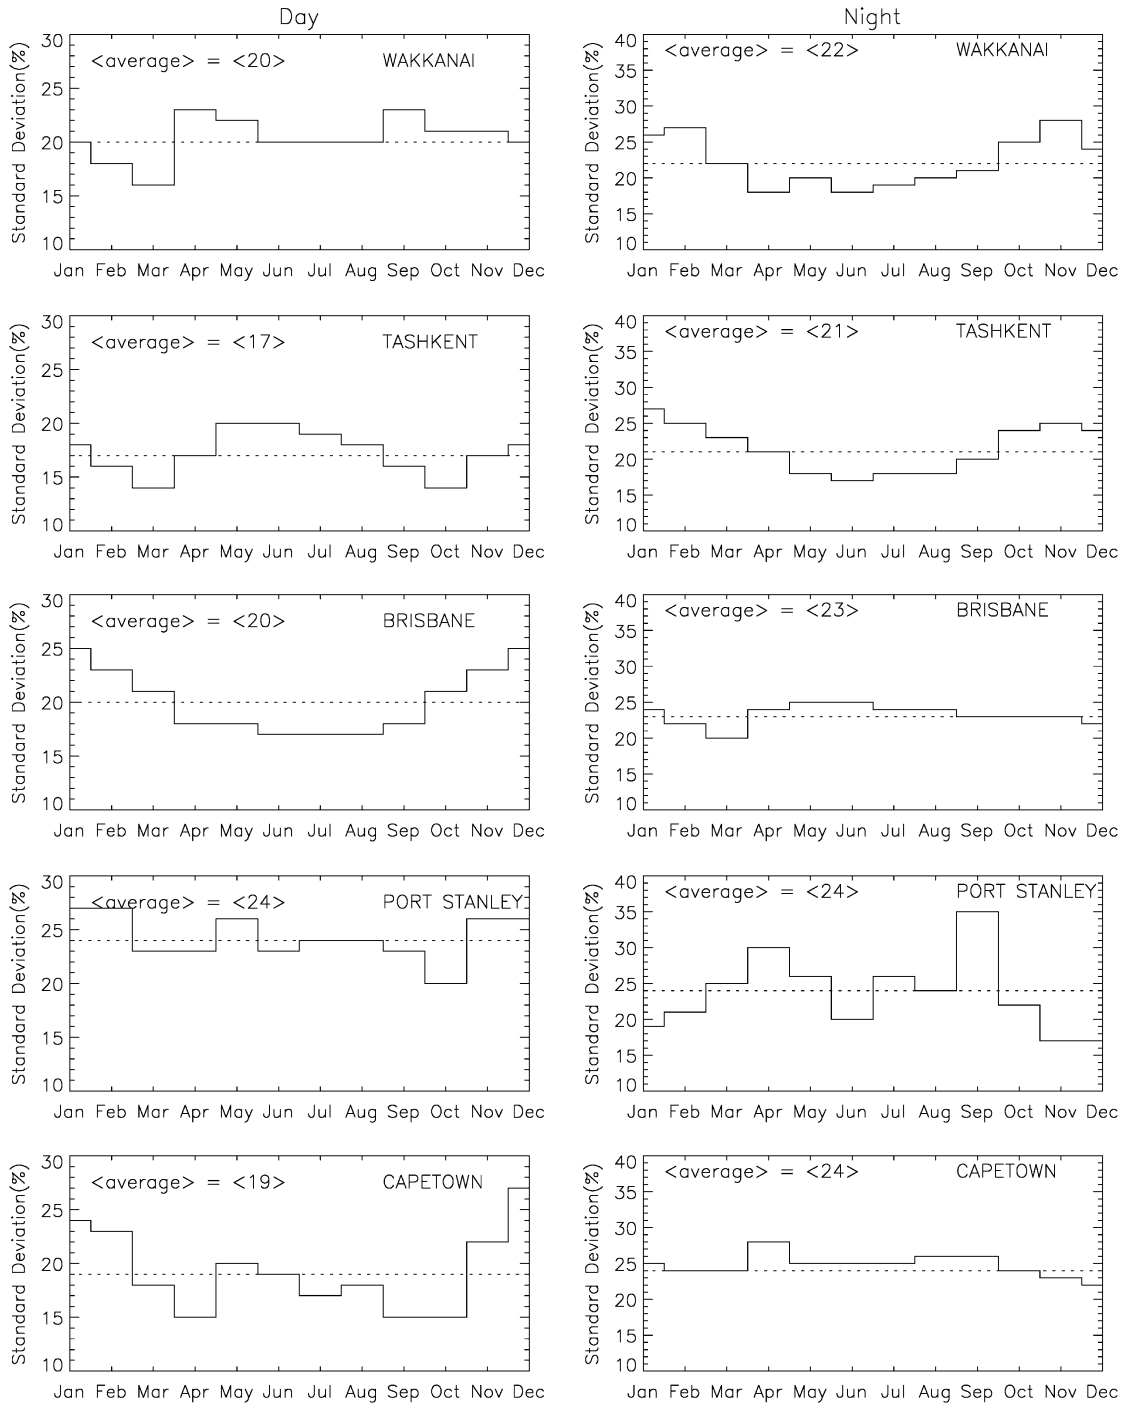 Day
Night
<average> = <20> WAKKANAI
Standard Deviation(%)
30
25
20
15
10
Jan Feb Mar Apr May Jun Jul Aug Sep Oct Nov Dec
<average> = <22> WAKKANAI
Standard Deviation(%)
40
35
30
25
20
15
10
Jan Feb Mar Apr May Jun Jul Aug Sep Oct Nov Dec
<average> = <17> TASHKENT
Standard Deviation(%)
30
25
20
15
10
Jan Feb Mar Apr May Jun Jul Aug Sep Oct Nov Dec
<average> = <21> TASHKENT
Standard Deviation(%)
40
35
30
25
20
15
10
Jan Feb Mar Apr May Jun Jul Aug Sep Oct Nov Dec
<average> = <20> BRISBANE
Standard Deviation(%)
30
25
20
15
10
Jan Feb Mar Apr May Jun Jul Aug Sep Oct Nov Dec
<average> = <23> BRISBANE
Standard Deviation(%)
40
35
30
25
20
15
10
Jan Feb Mar Apr May Jun Jul Aug Sep Oct Nov Dec
<average> = <24> PORT STANLEY
Standard Deviation(%)
30
25
20
15
10
Jan Feb Mar Apr May Jun Jul Aug Sep Oct Nov Dec
<average> = <24> PORT STANLEY
Standard Deviation(%)
40
35
30
25
20
15
10
Jan Feb Mar Apr May Jun Jul Aug Sep Oct Nov Dec
<average> = <19> CAPETOWN
Standard Deviation(%)
30
25
20
15
10
Jan Feb Mar Apr May Jun Jul Aug Sep Oct Nov Dec
<average> = <24> CAPETOWN
Standard Deviation(%)
40
35
30
25
20
15
10
Jan Feb Mar Apr May Jun Jul Aug Sep Oct Nov Dec